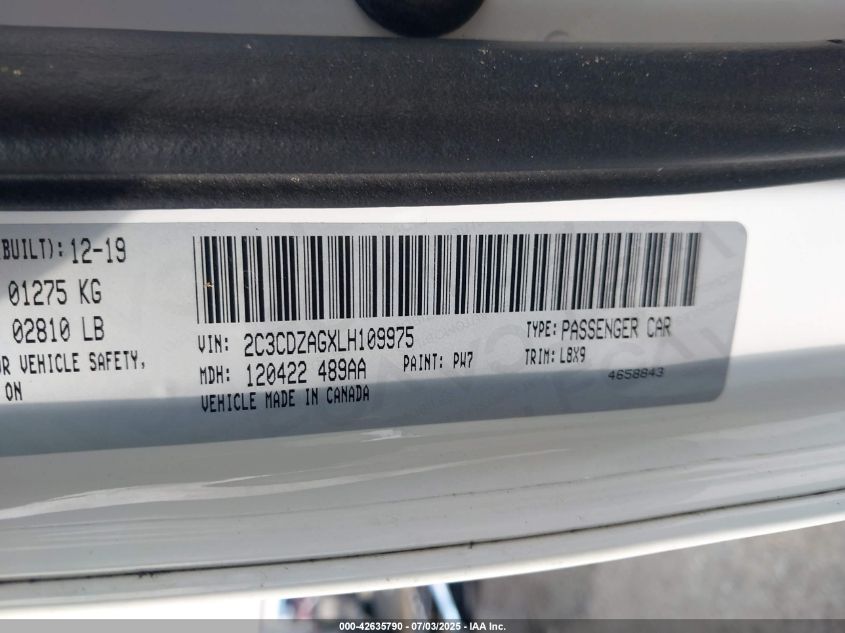 (BUILT): 12-19
01275 KG
02810 LB
OR VEHICLE SAFETY,
ON
VIN: 2C3CDZAGXLH109975
TYPE: PASSENGER CAR
MDH: 120422 489AA
PAINT: PW7
TRIM: L8X9
VEHICLE MADE IN CANADA
4658843
000-42635790 - 07/03/2025 - IAA Inc.